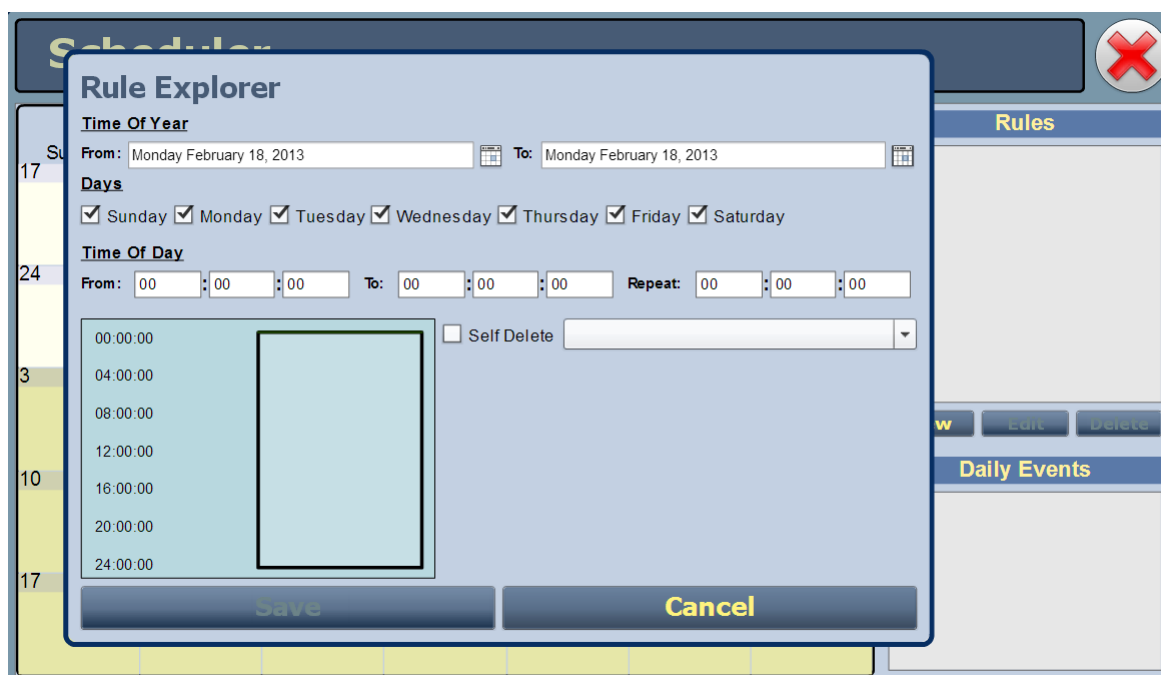 Scheduler
Rule Explorer
Time Of Year
From: Monday February 18, 2013 To: Monday February 18, 2013
Days
Sunday Monday Tuesday Wednesday Thursday Friday Saturday
Time Of Day
From: 00 : 00 : 00 To: 00 : 00 : 00 Repeat: 00 : 00 : 00
Self Delete
00:00:00
04:00:00
08:00:00
12:00:00
16:00:00
20:00:00
24:00:00
Save Cancel
Su
17
24
3
10
17
Rules
w Edit Delete
Daily Events